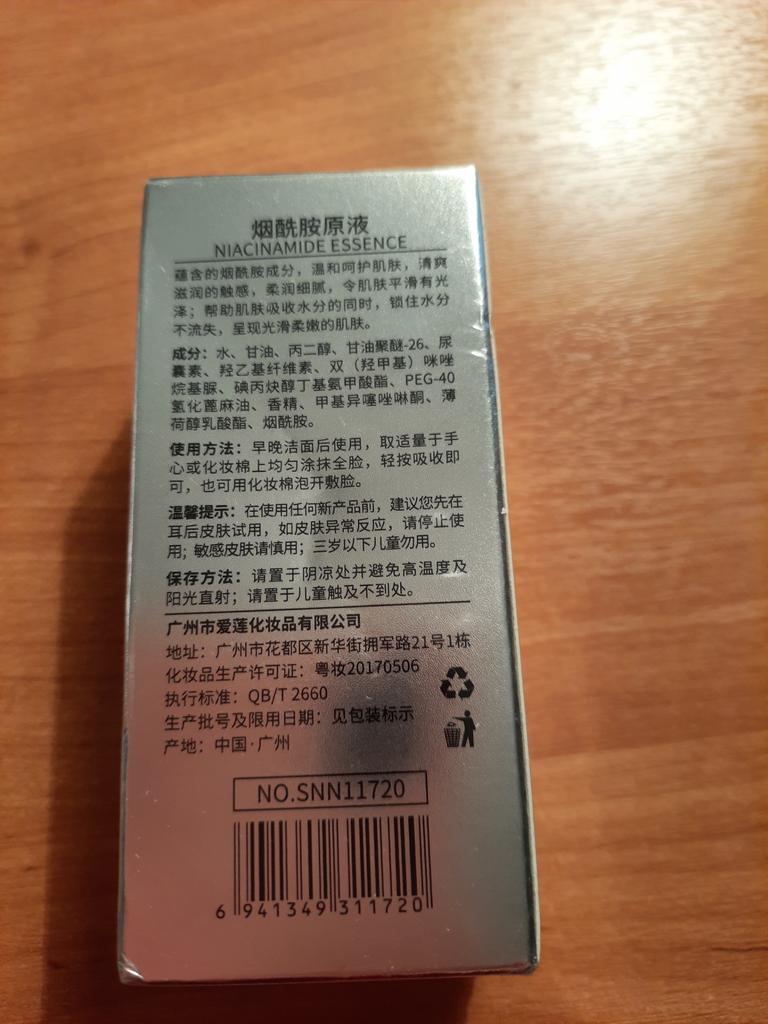 烟酰胺原液
NIACINAMIDE ESSENCE
蕴含的烟酰胺成分，温和呵护肌肤，清爽
滋润的触感，柔润细腻，令肌肤平滑有光
泽；帮助肌肤吸收水分的同时，锁住水分
不流失，呈现光滑柔嫩的肌肤。
成分：水、甘油、丙二醇、甘油聚醚-26、尿
囊素、羟乙基纤维素、双（羟甲基）咪唑
烷基脲、碘丙炔醇丁基氨甲酸酯、PEG-40
氢化蓖麻油、香精、甲基异噻唑啉酮、薄
荷醇乳酸酯、烟酰胺。
使用方法：早晚洁面后使用，取适量于手
心或化妆棉上均匀涂抹全脸，轻按吸收即
可，也可用化妆棉泡开敷脸。
温馨提示：在使用任何新产品前，建议您先在
耳后皮肤试用，如皮肤异常反应，请停止使
用；敏感皮肤请慎用；三岁以下儿童勿用。
保存方法：请置于阴凉处并避免高温度及
阳光直射；请置于儿童触及不到处。
广州市爱莲化妆品有限公司
地址：广州市花都区新华街拥军路21号1栋
化妆品生产许可证：粤妆20170506
执行标准：QB/T 2660
生产批号及限用日期：见包装标示
产地：中国·广州
NO.SNN11720
6 941349 311720